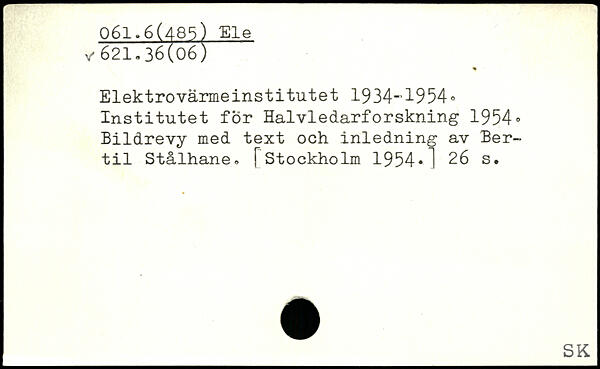 061.6(485) Ele
v 621.36(06)
Elektrovärmeinstitutet 1934-1954.
Institutet för Halvledarforskning 1954.
Bildrevy med text och inledning av Ber-
til Stålhane. [Stockholm 1954.] 26 s.
SK